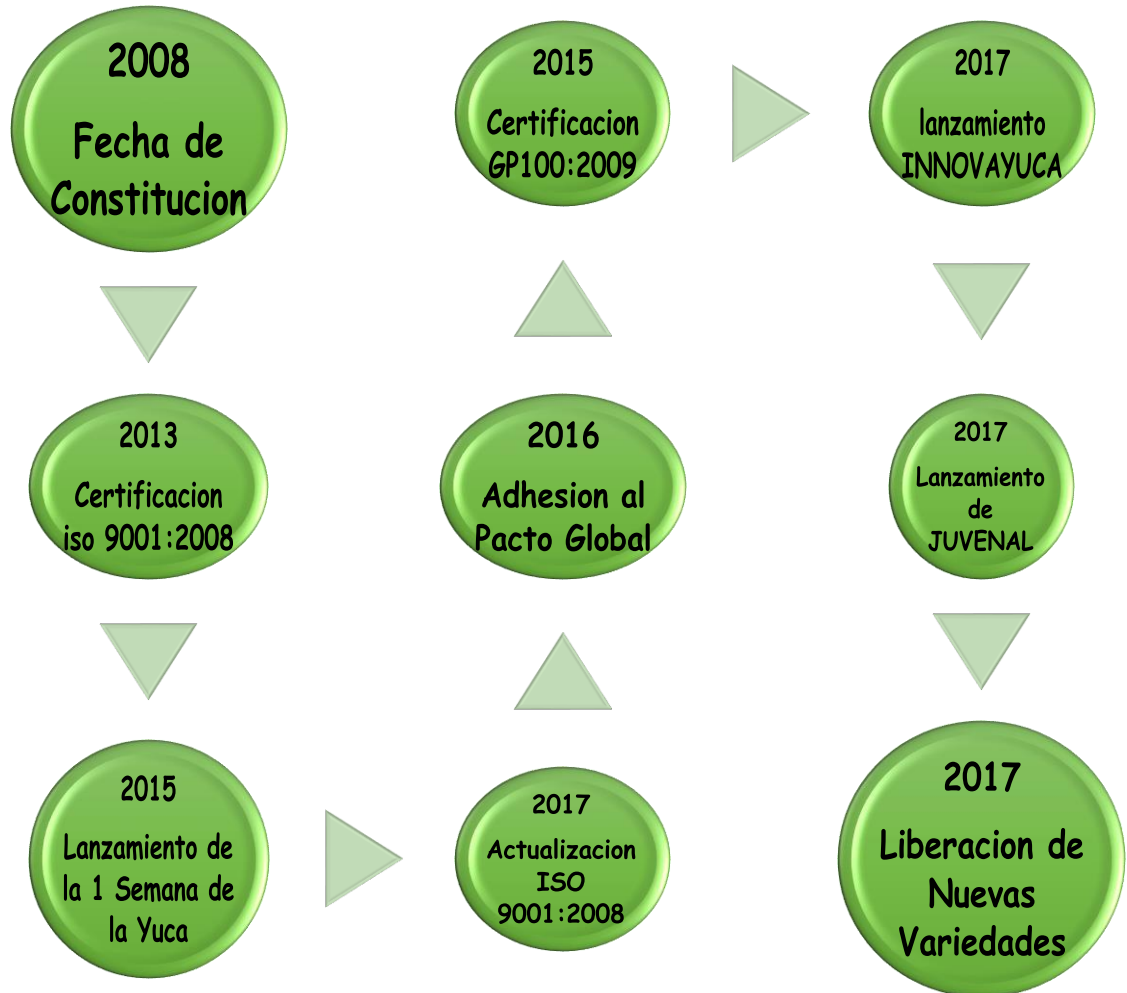 2008
Fecha de
Constitucion
2013
Certificacion
iso 9001:2008
2015
Lanzamiento de
la 1 Semana de
la Yuca
2017
Actualizacion
ISO
9001:2008
2016
Adhesion al
Pacto Global
2015
Certificacion
GP100:2009
2017
lanzamiento
INNOVAYUCA
2017
Lanzamiento
de
JUVENAL
2017
Liberacion de
Nuevas
Variedades